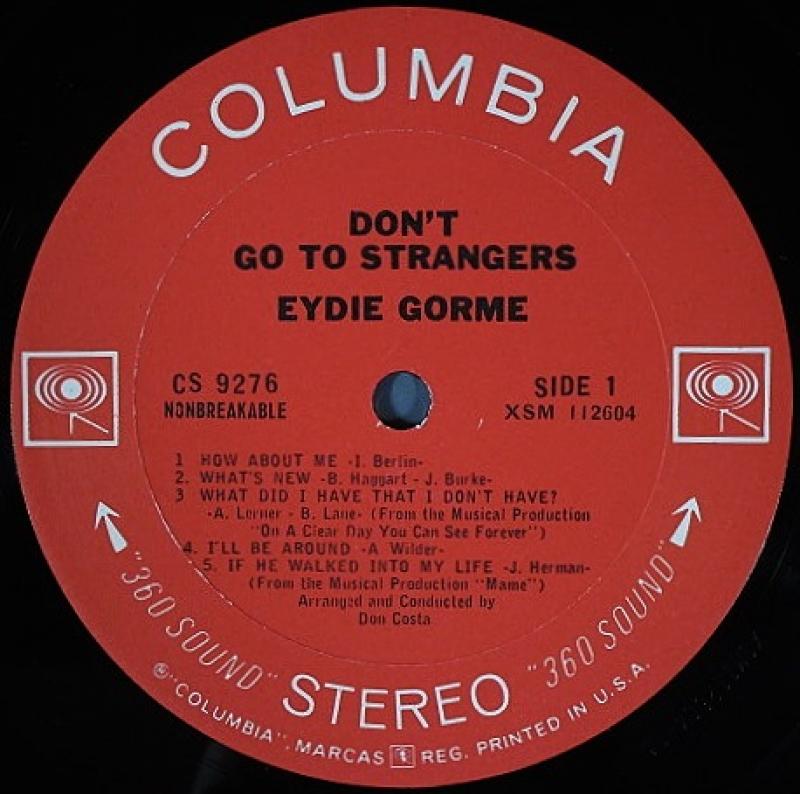 COLUMBIA
DON'T
GO TO STRANGERS
EYDIE GORME
CS 9276
NONBREAKABLE
SIDE 1
XSM 112604
1 HOW ABOUT ME -I. Berlin-
2. WHAT'S NEW -B. Haggart - J. Burke-
3 WHAT DID I HAVE THAT I DON'T HAVE?
-A. Lerner - B. Lane- (From the Musical Production
"On A Clear Day You Can See Forever")
4. I'LL BE AROUND -A Wilder-
5. IF HE WALKED INTO MY LIFE -J. Herman-
(From the Musical Production "Mame")
Arranged and Conducted by
Don Costa
"360 SOUND" STEREO "360 SOUND"
"COLUMBIA", MARCAS REG. PRINTED IN U.S.A.